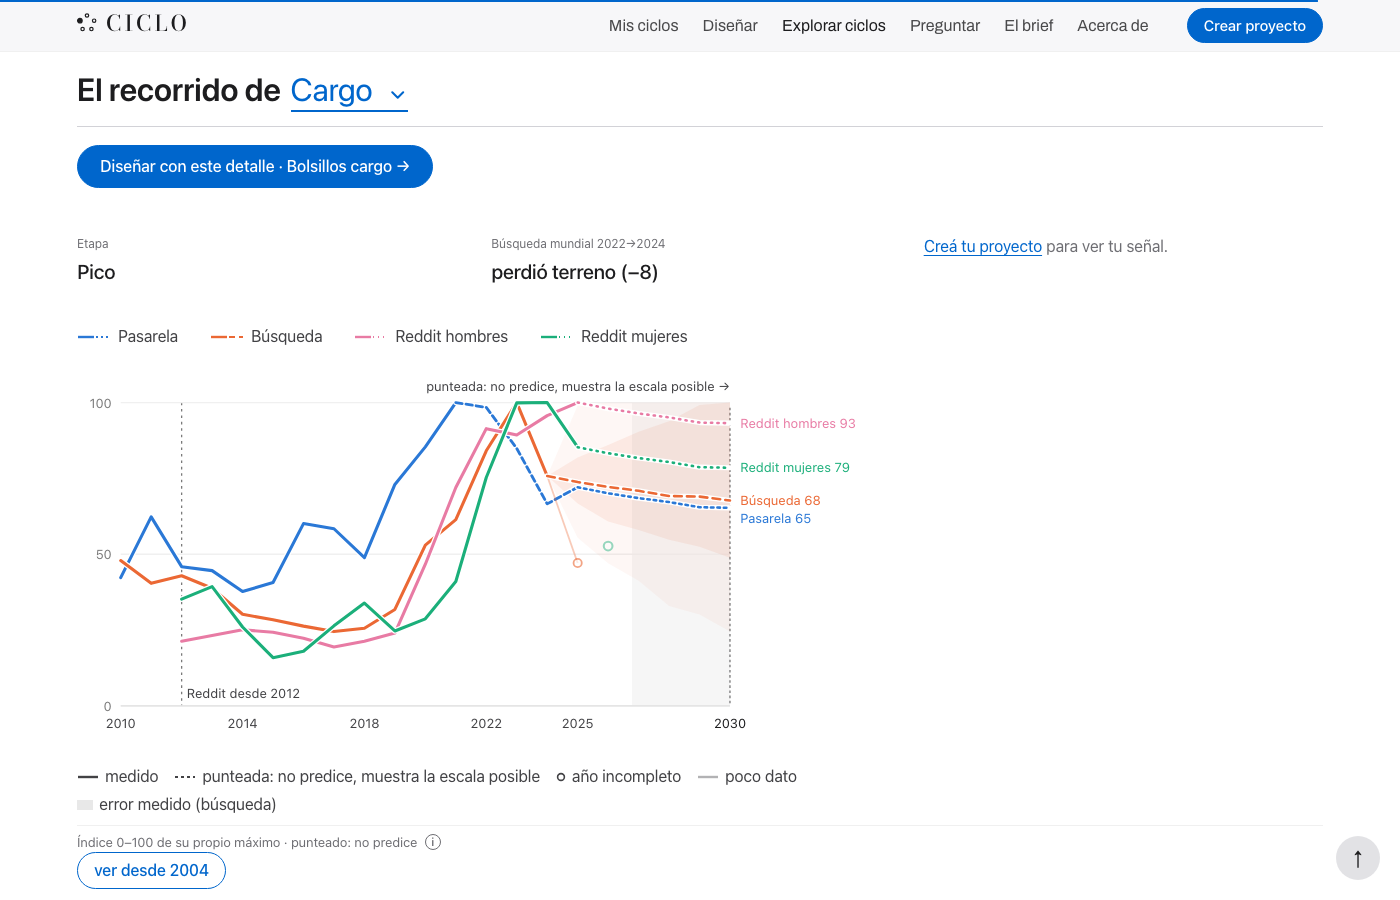 CICLO
Mis ciclos
Diseñar
Explorar ciclos
Preguntar
El brief
Acerca de
Crear proyecto
El recorrido de Cargo
Diseñar con este detalle · Bolsillos cargo →
Etapa
Pico
Búsqueda mundial 2022→2024
perdió terreno (−8)
Creá tu proyecto para ver tu señal.
Pasarela
Búsqueda
Reddit hombres
Reddit mujeres
punteada: no predice, muestra la escala posible →
100
50
0
Reddit hombres 93
Reddit mujeres 79
Búsqueda 68
Pasarela 65
Reddit desde 2012
2010
2014
2018
2022
2025
2030
medido
punteada: no predice, muestra la escala posible
año incompleto
poco dato
error medido (búsqueda)
Índice 0–100 de su propio máximo · punteado: no predice
ver desde 2004